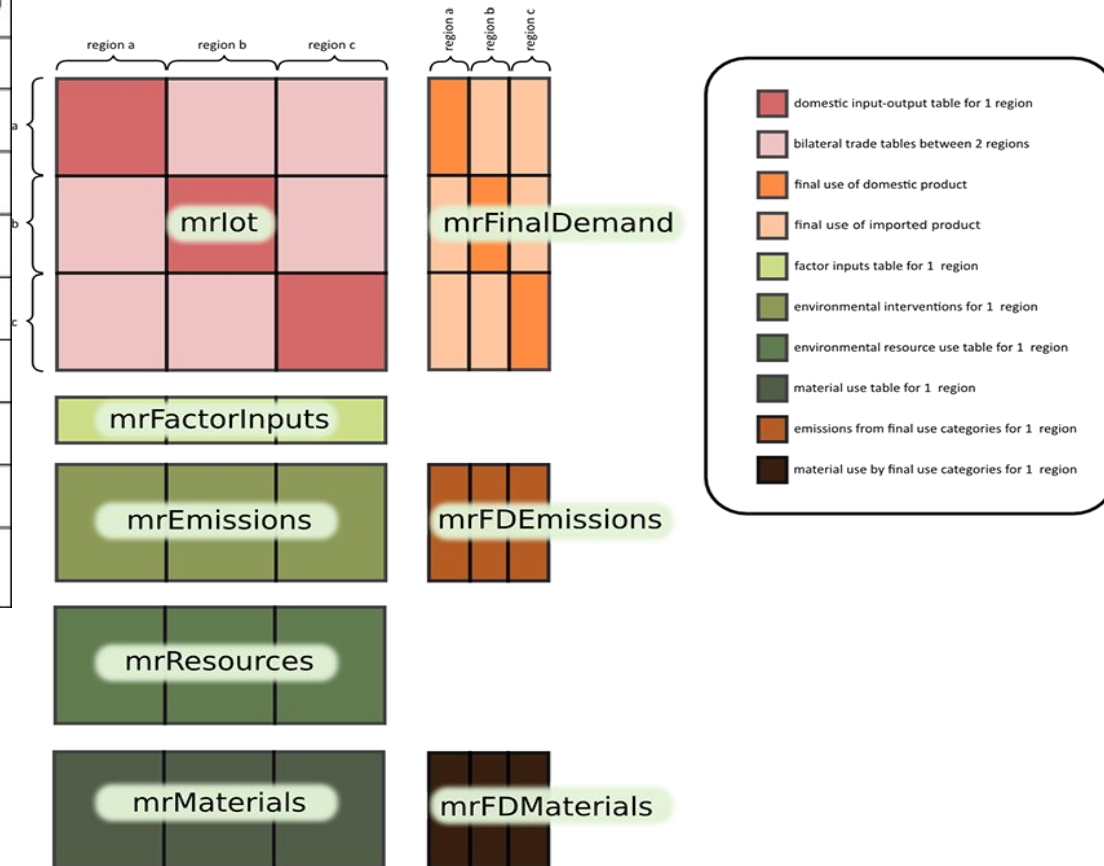 region a
region b
region c
region a
region b
region c
a
b
c
mrIot
mrFinalDemand
mrFactorInputs
mrEmissions
mrFDEmissions
mrResources
mrMaterials
mrFDMaterials
domestic input-output table for 1 region
bilateral trade tables between 2 regions
final use of domestic product
final use of imported product
factor inputs table for 1 region
environmental interventions for 1 region
environmental resource use table for 1 region
material use table for 1 region
emissions from final use categories for 1 region
material use by final use categories for 1 region